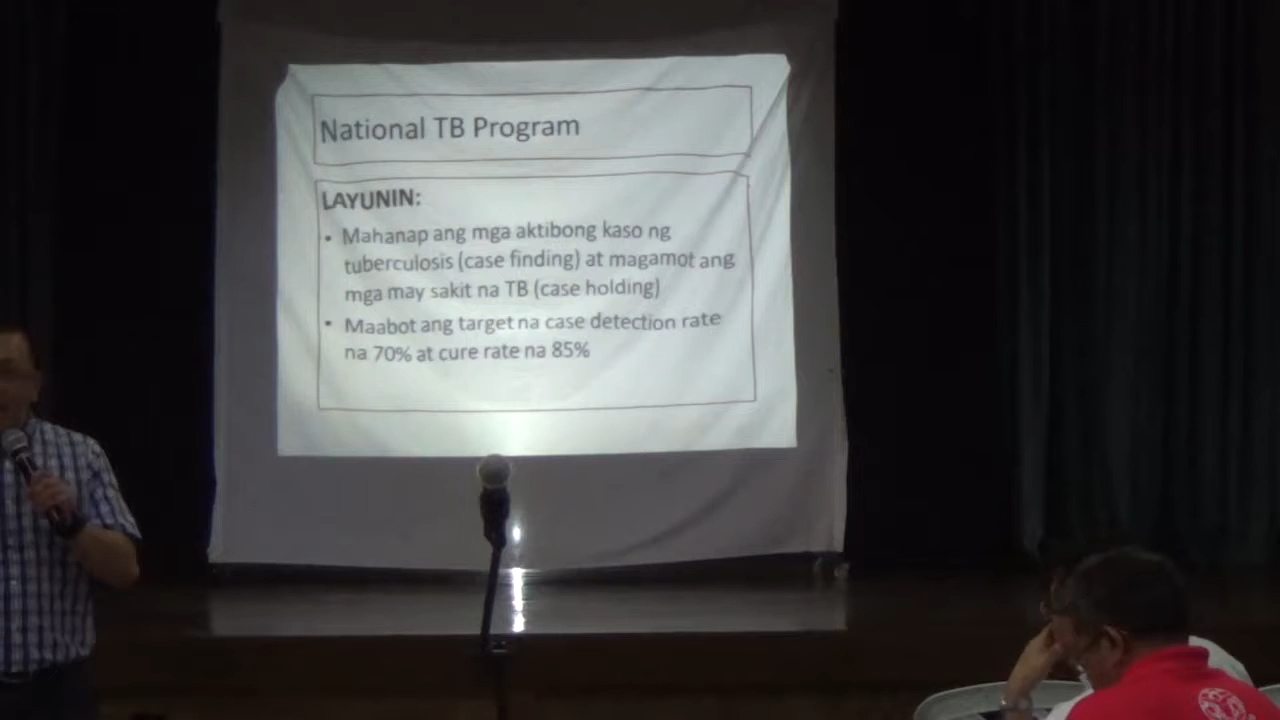 National TB Program
LAYUNIN:
• Mahanap ang mga aktibong kaso ng
tuberculosis (case finding) at magamot ang
mga may sakit na TB (case holding)
• Maabot ang target na case detection rate
na 70% at cure rate na 85%